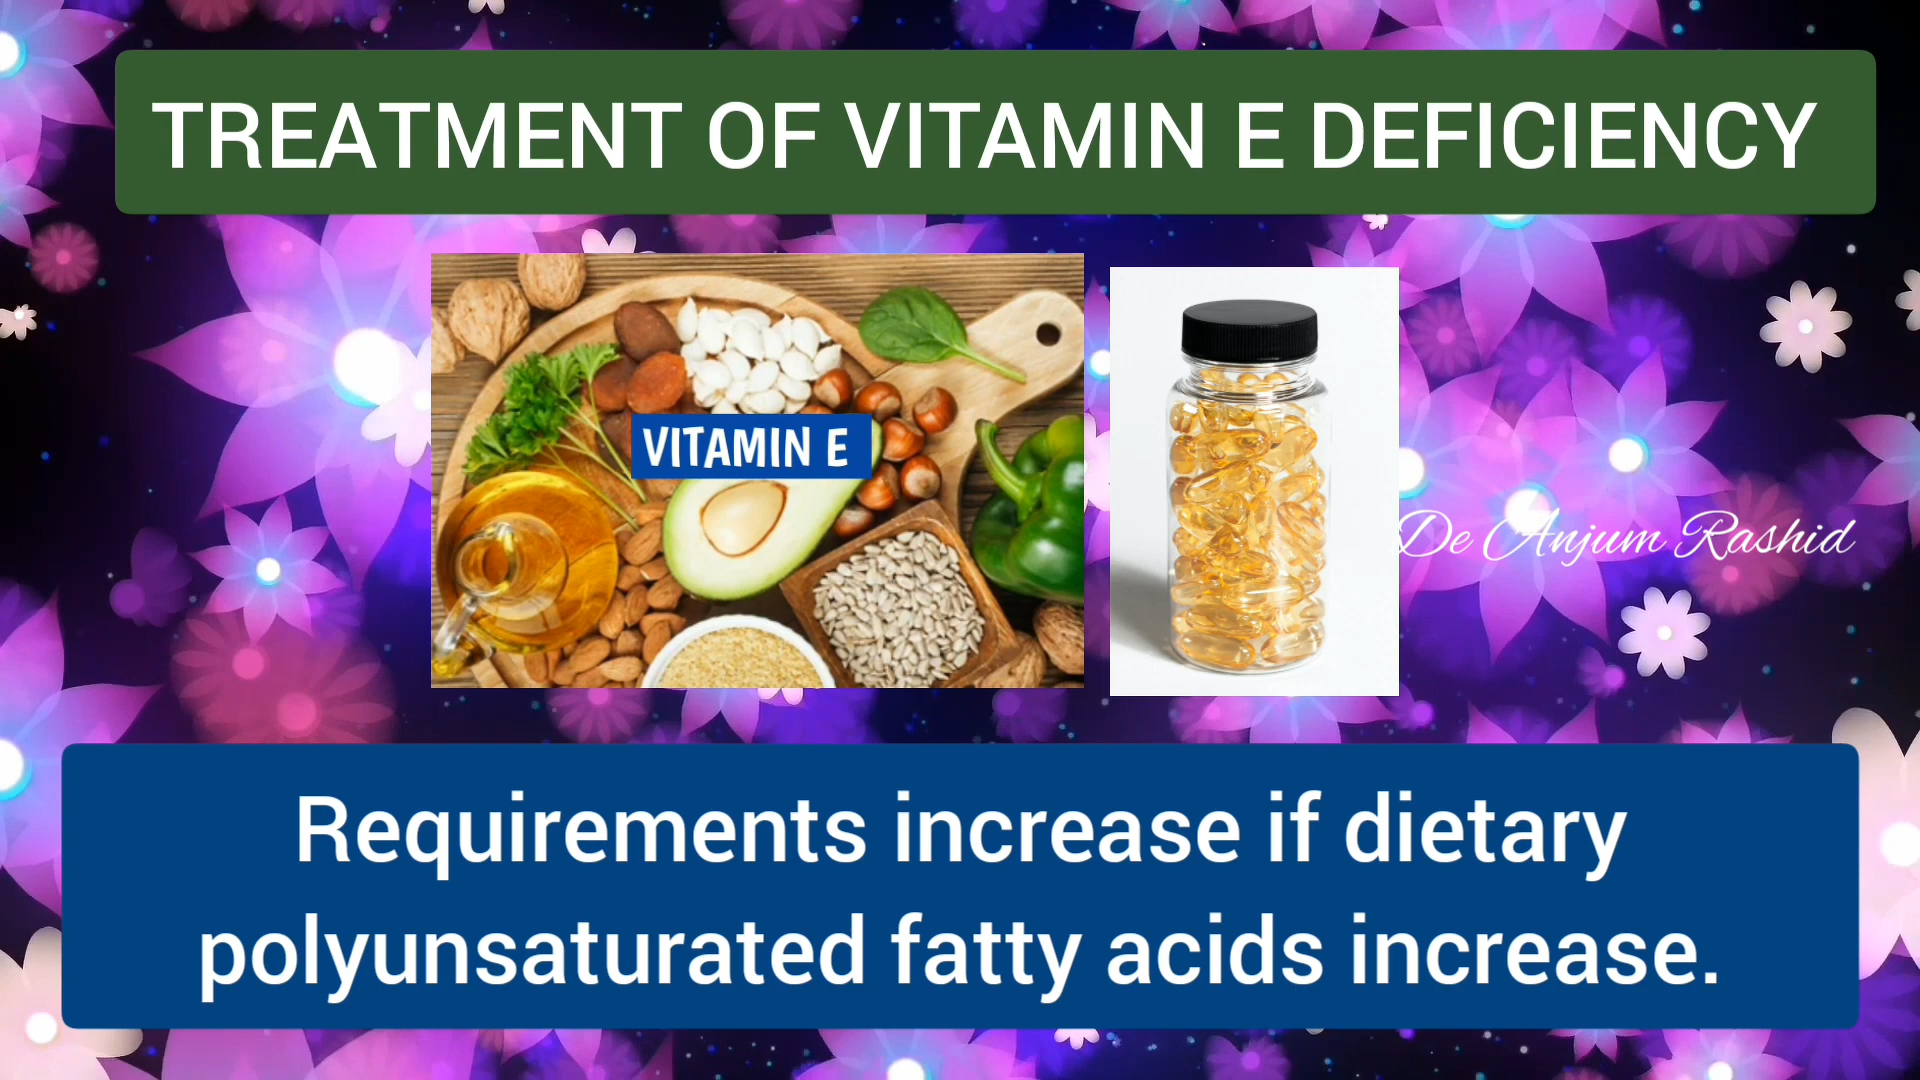 TREATMENT OF VITAMIN E DEFICIENCY
VITAMIN E
De Anjum Rashid
Requirements increase if dietary
polyunsaturated fatty acids increase.